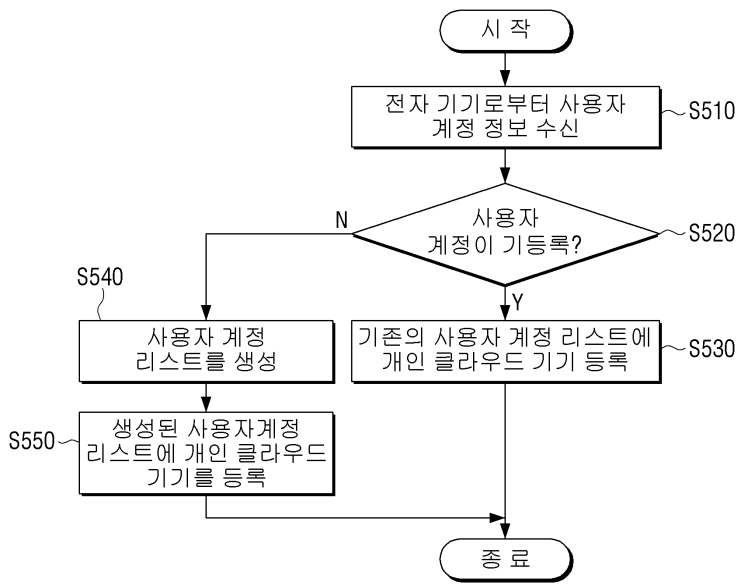 시 작
전자 기기로부터 사용자
계정 정보 수신
S510
사용자
계정이 기등록?
S520
N
Y
S540
사용자 계정
리스트를 생성
기존의 사용자 계정 리스트에
개인 클라우드 기기 등록
S530
S550
생성된 사용자계정
리스트에 개인 클라우드
기기를 등록
종 료